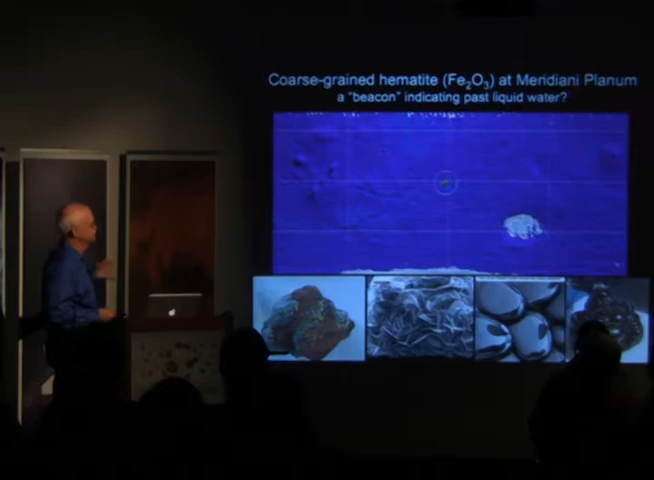 Coarse-grained hematite (Fe₂O₃) at Meridiani Planum
a "beacon" indicating past liquid water?